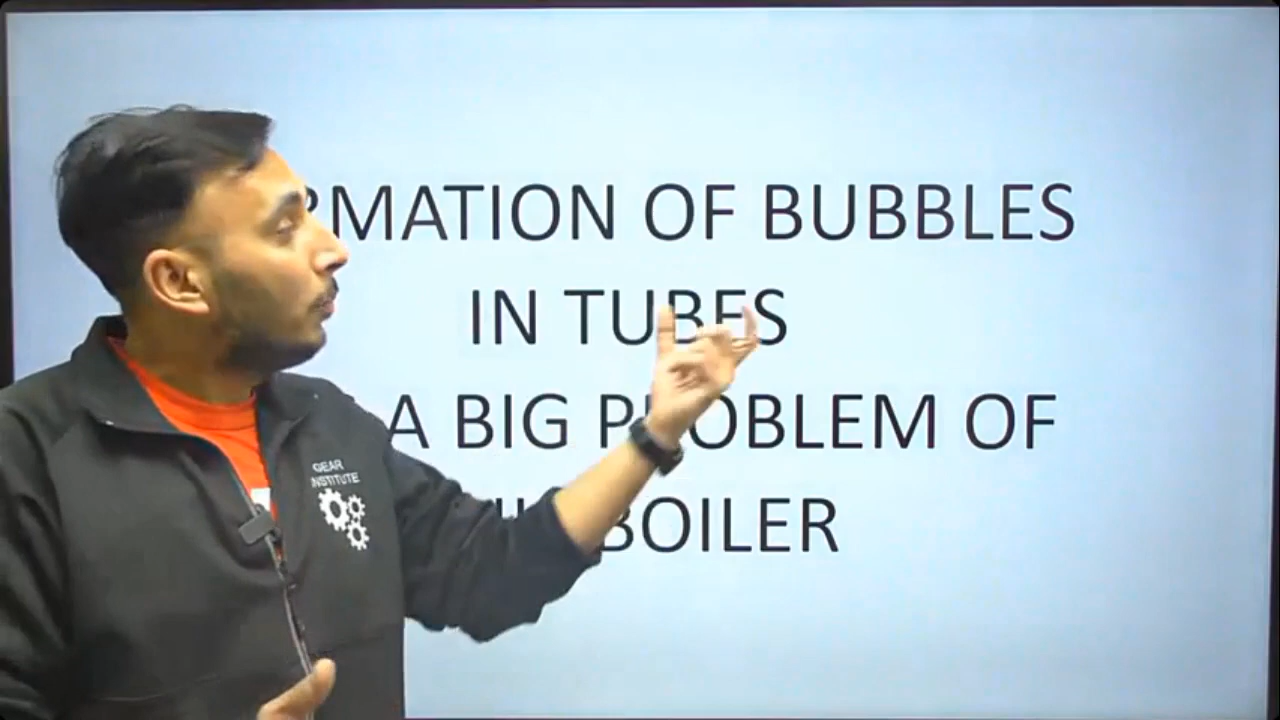 RMATION OF BUBBLES
IN TUBES
A BIG PROBLEM OF
BOILER
GEAR
INSTITUTE